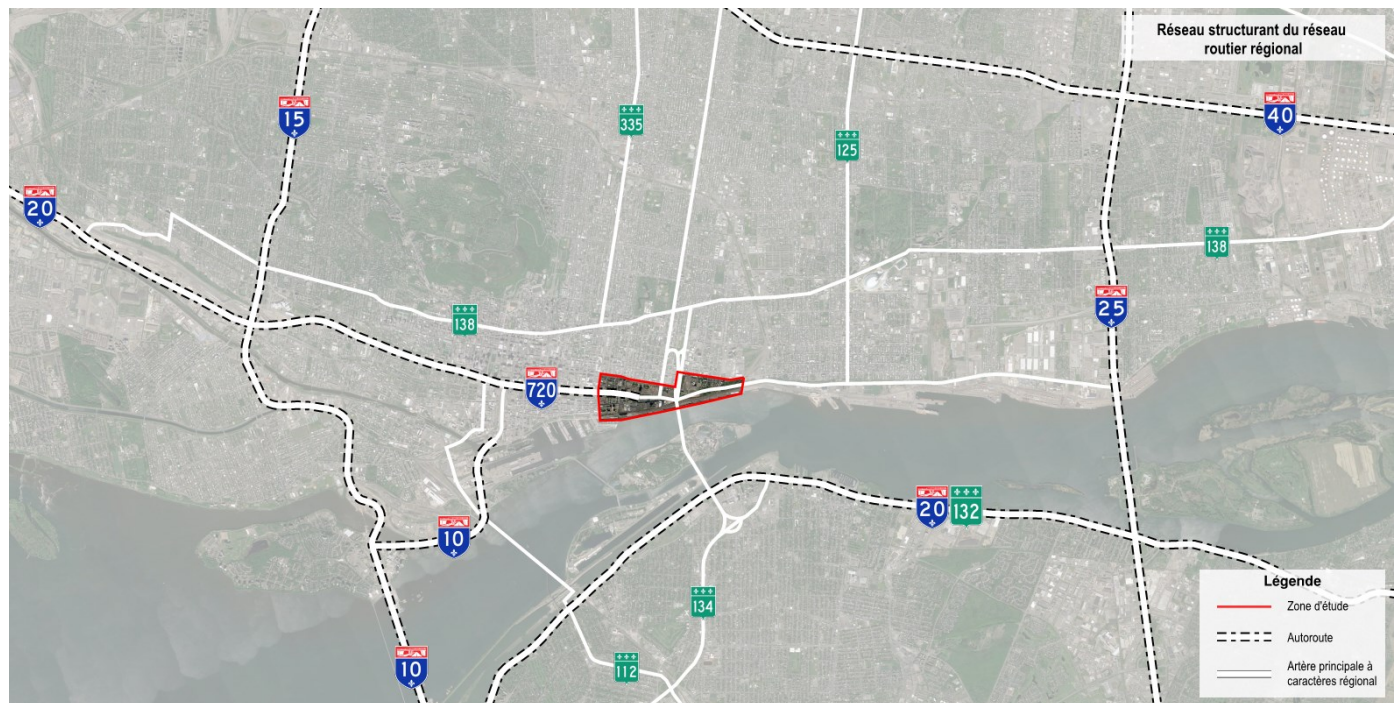 Réseau structurant du réseau
routier régional
15
335
125
40
20
138
138
25
720
20
132
10
134
10
112
Légende
Zone d'étude
Autoroute
Artère principale à
caractères régional